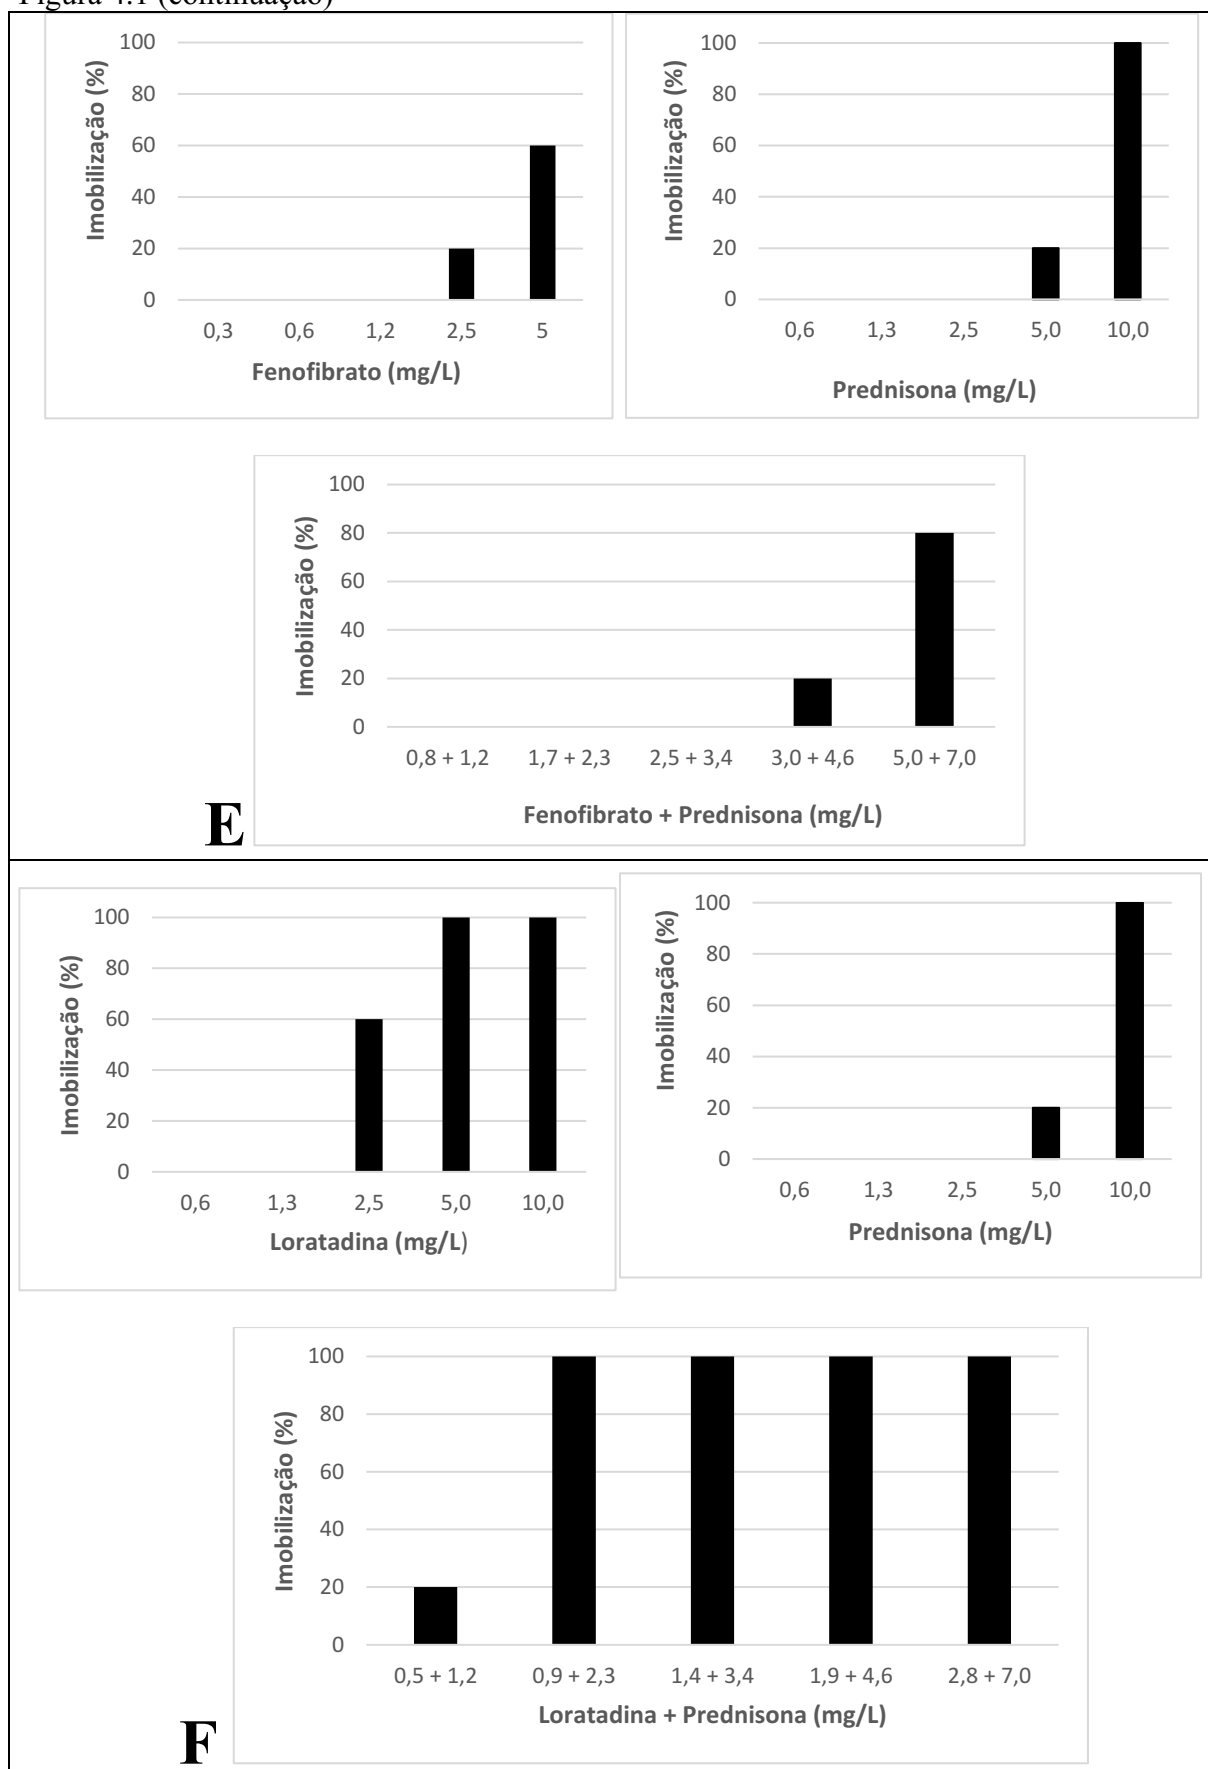 Figura 4.1 (continuação)
100
80
60
40
20
0
Imobilização (%)
0,3 0,6 1,2 2,5 5
Fenofibrato (mg/L)
100
80
60
40
20
0
Imobilização (%)
0,6 1,3 2,5 5,0 10,0
Prednisona (mg/L)
100
80
60
40
20
0
Imobilização (%)
0,8 + 1,2 1,7 + 2,3 2,5 + 3,4 3,0 + 4,6 5,0 + 7,0
Fenofibrato + Prednisona (mg/L)
E
100
80
60
40
20
0
Imobilização (%)
0,6 1,3 2,5 5,0 10,0
Loratadina (mg/L)
100
80
60
40
20
0
Imobilização (%)
0,6 1,3 2,5 5,0 10,0
Prednisona (mg/L)
100
80
60
40
20
0
Imobilização (%)
0,5 + 1,2 0,9 + 2,3 1,4 + 3,4 1,9 + 4,6 2,8 + 7,0
Loratadina + Prednisona (mg/L)
F